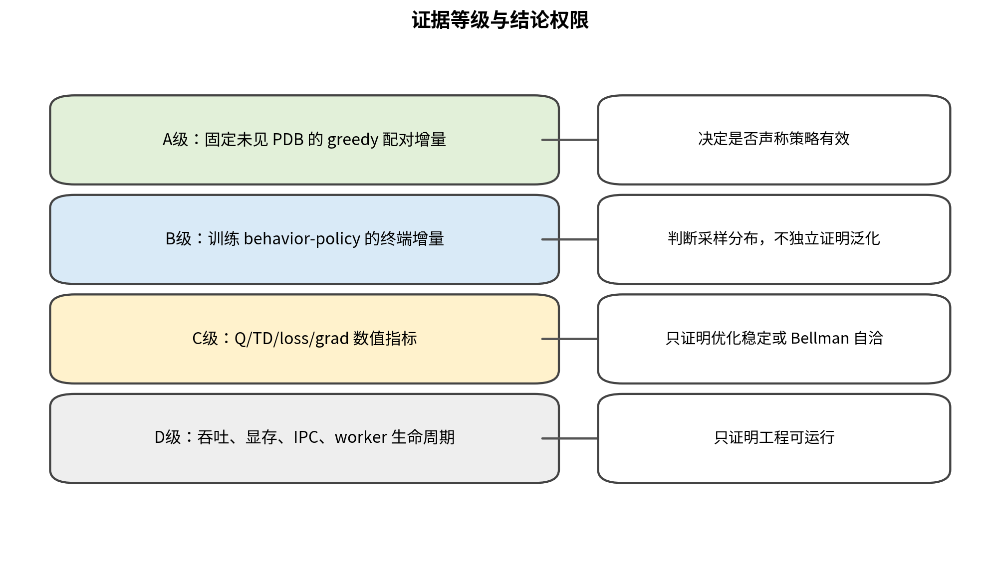 证据等级与结论权限
A级：固定未见 PDB 的 greedy 配对增量
决定是否声称策略有效
B级：训练 behavior-policy 的终端增量
判断采样分布，不独立证明泛化
C级：Q/TD/loss/grad 数值指标
只证明优化稳定或 Bellman 自洽
D级：吞吐、显存、IPC、worker 生命周期
只证明工程可运行